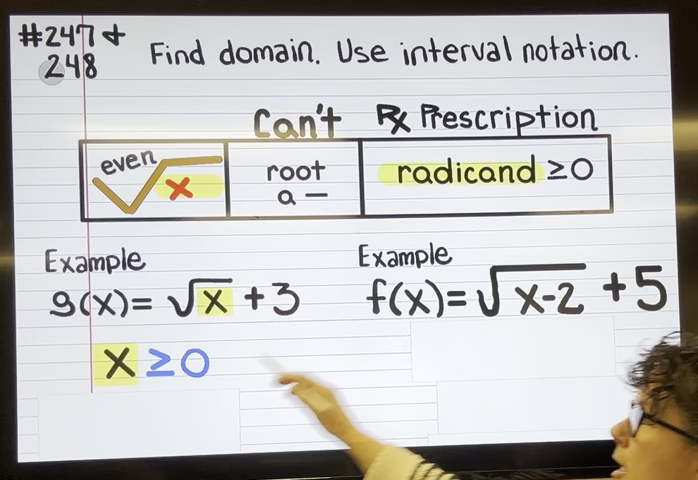 #247 +
248
Find domain. Use interval notation.
Can't
Rx Prescription
even √x
root
a −
radicand ≥0
Example
g(x)= √x +3
x ≥0
Example
f(x)= √x-2 +5